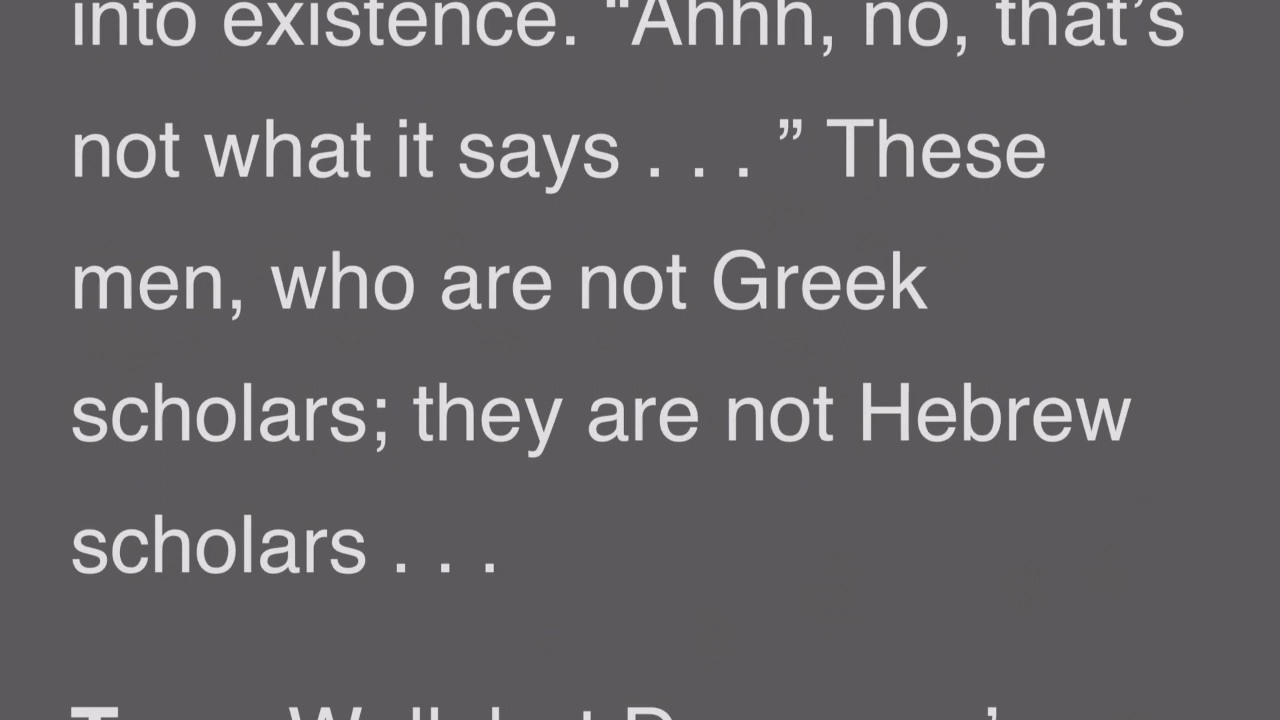 into existence. “Ahhh, no, that’s
not what it says . . . ” These
men, who are not Greek
scholars; they are not Hebrew
scholars . . .